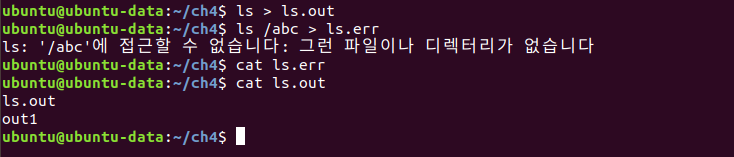 ubuntu@ubuntu-data:~/ch4$ ls > ls.out
ubuntu@ubuntu-data:~/ch4$ ls /abc > ls.err
ls: '/abc'에 접근할 수 없습니다: 그런 파일이나 디렉터리가 없습니다
ubuntu@ubuntu-data:~/ch4$ cat ls.err
ubuntu@ubuntu-data:~/ch4$ cat ls.out
ls.out
out1
ubuntu@ubuntu-data:~/ch4$